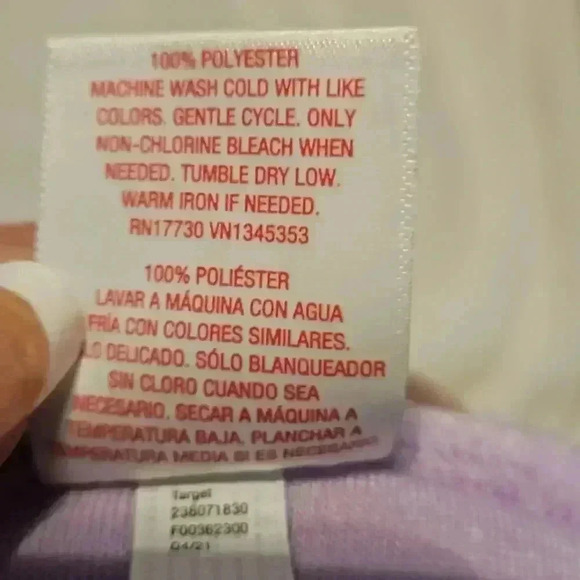 100% POLYESTER
MACHINE WASH COLD WITH LIKE
COLORS. GENTLE CYCLE. ONLY
NON-CHLORINE BLEACH WHEN
NEEDED. TUMBLE DRY LOW.
WARM IRON IF NEEDED.
RN17730 VN1345353
100% POLIÉSTER
LAVAR A MÁQUINA CON AGUA
FRÍA CON COLORES SIMILARES.
LO DELICADO. SÓLO BLANQUEADOR
SIN CLORO CUANDO SEA
NECESARIO. SECAR A MÁQUINA A
TEMPERATURA BAJA. PLANCHAR A
TEMPERATURA MEDIA SI ES NECESARIO
Target
236071830
F00362300
04/21